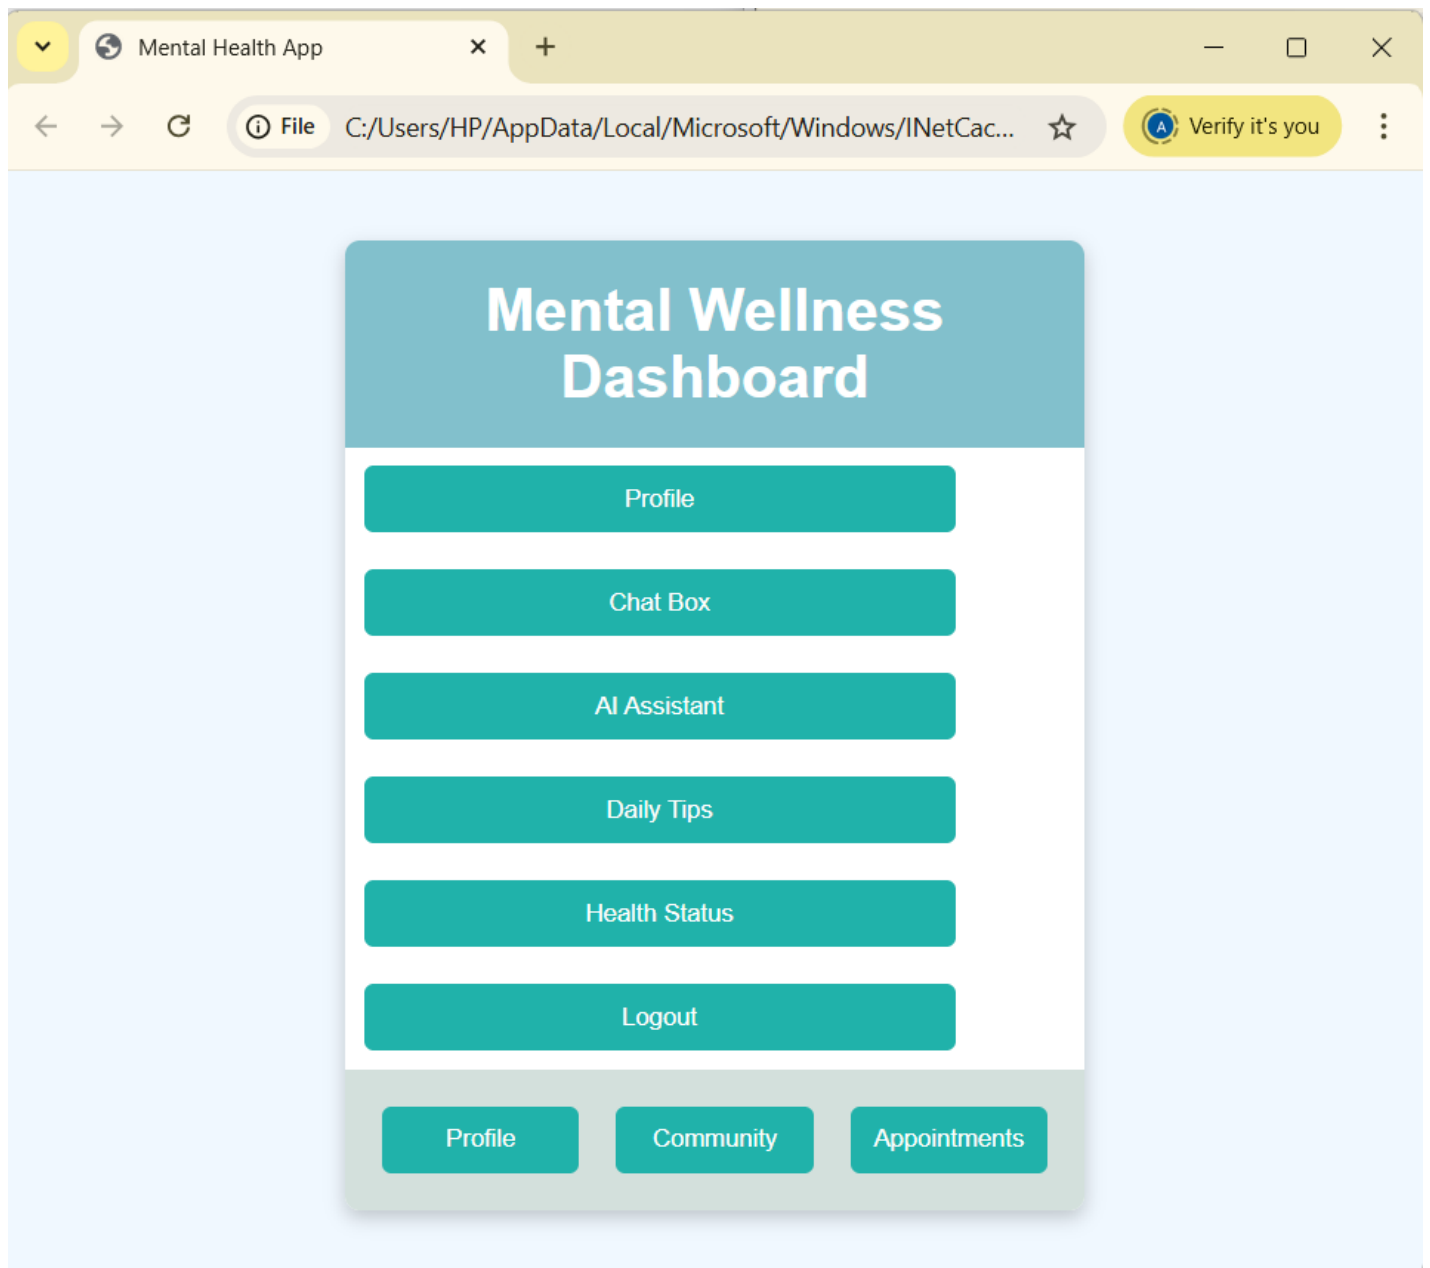 Mental Health App
File
C:/Users/HP/AppData/Local/Microsoft/Windows/INetCac...
A
Verify it's you
Mental Wellness
Dashboard
Profile
Chat Box
AI Assistant
Daily Tips
Health Status
Logout
Profile
Community
Appointments